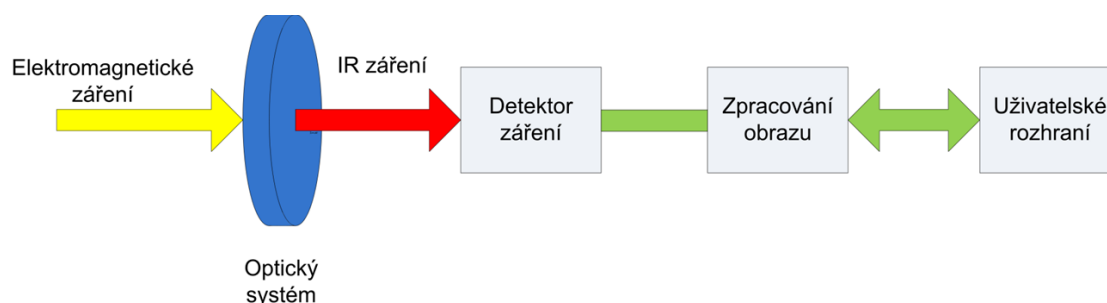 Elektromagnetické
záření
IR záření
Detektor
záření
Zpracování
obrazu
Uživatelské
rozhraní
Optický
systém